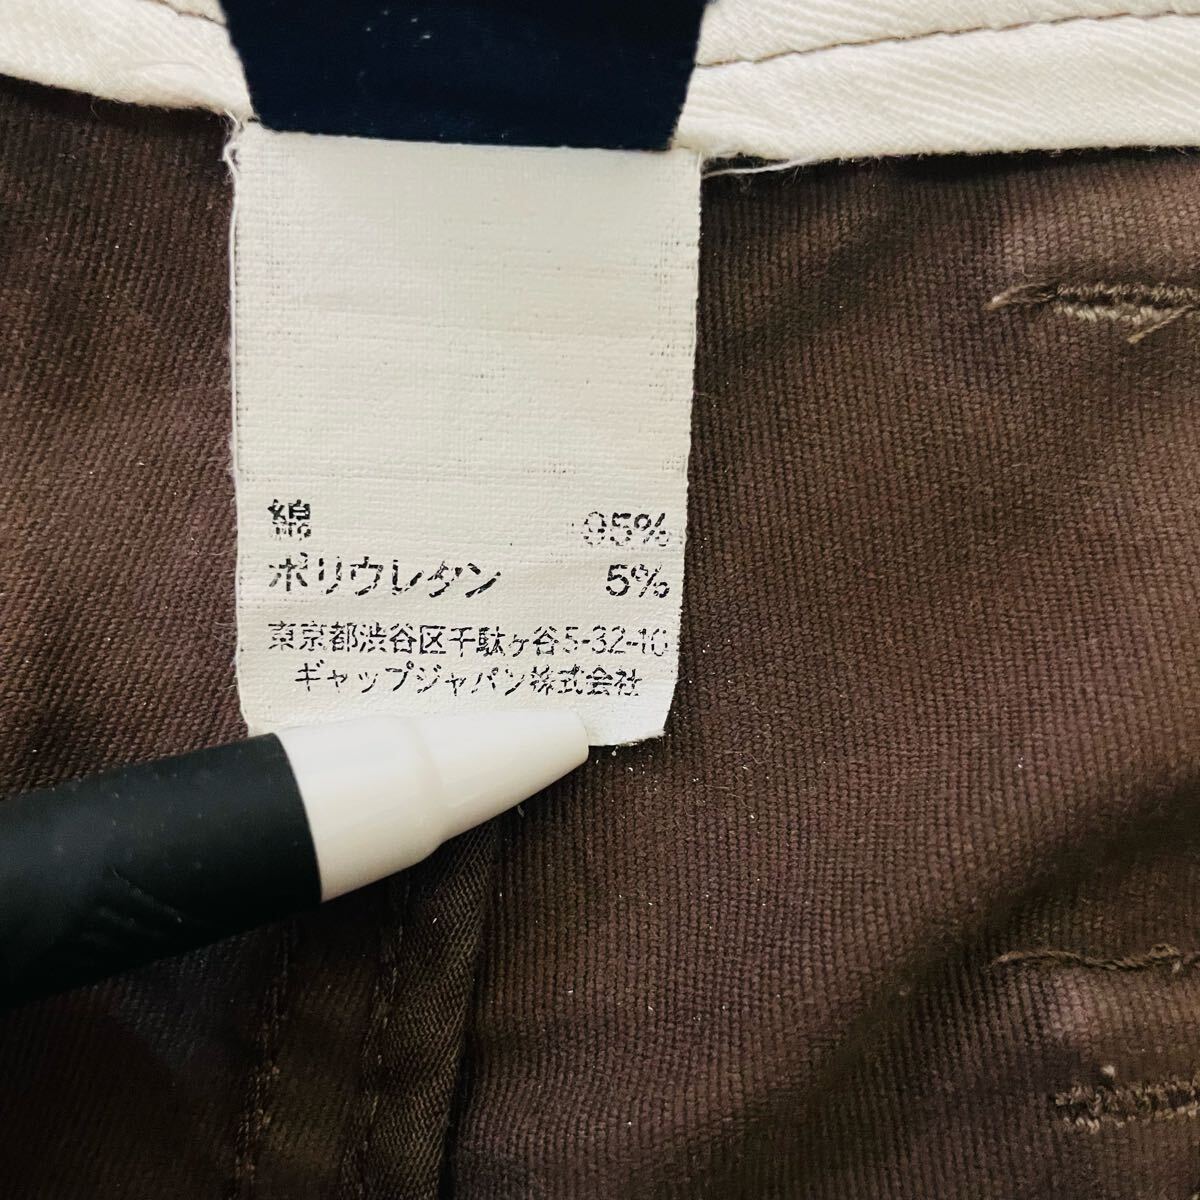 綿 95%
ポリウレタン 5%
東京都渋谷区千駄ヶ谷5-32-10
ギャップジャパン株式会社